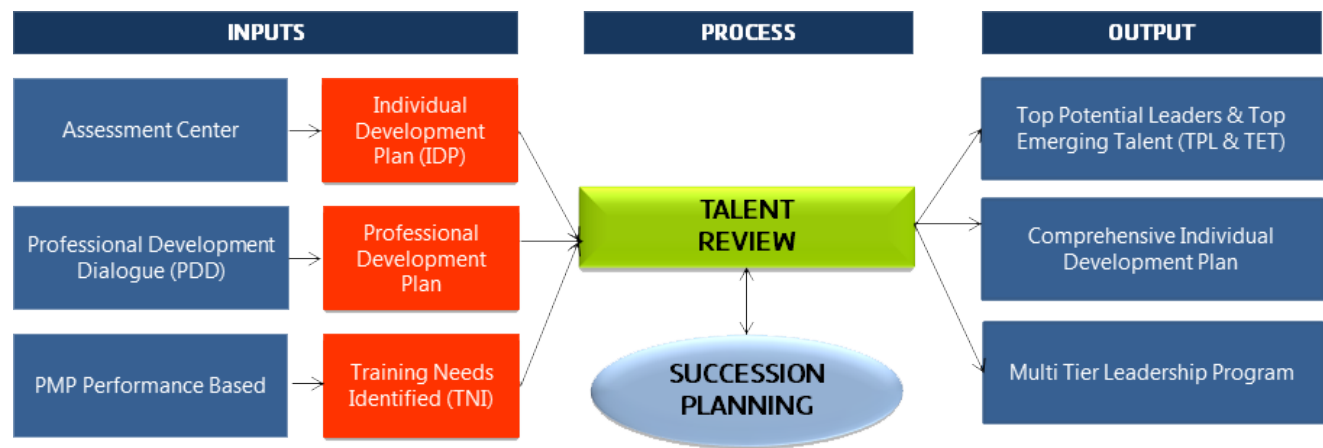 INPUTS
PROCESS
OUTPUT
Assessment Center
Individual
Development
Plan (IDP)
Professional Development
Dialogue (PDD)
Professional
Development
Plan
PMP Performance Based
Training Needs
Identified (TNI)
TALENT
REVIEW
SUCCESSION
PLANNING
Top Potential Leaders & Top
Emerging Talent (TPL & TET)
Comprehensive Individual
Development Plan
Multi Tier Leadership Program